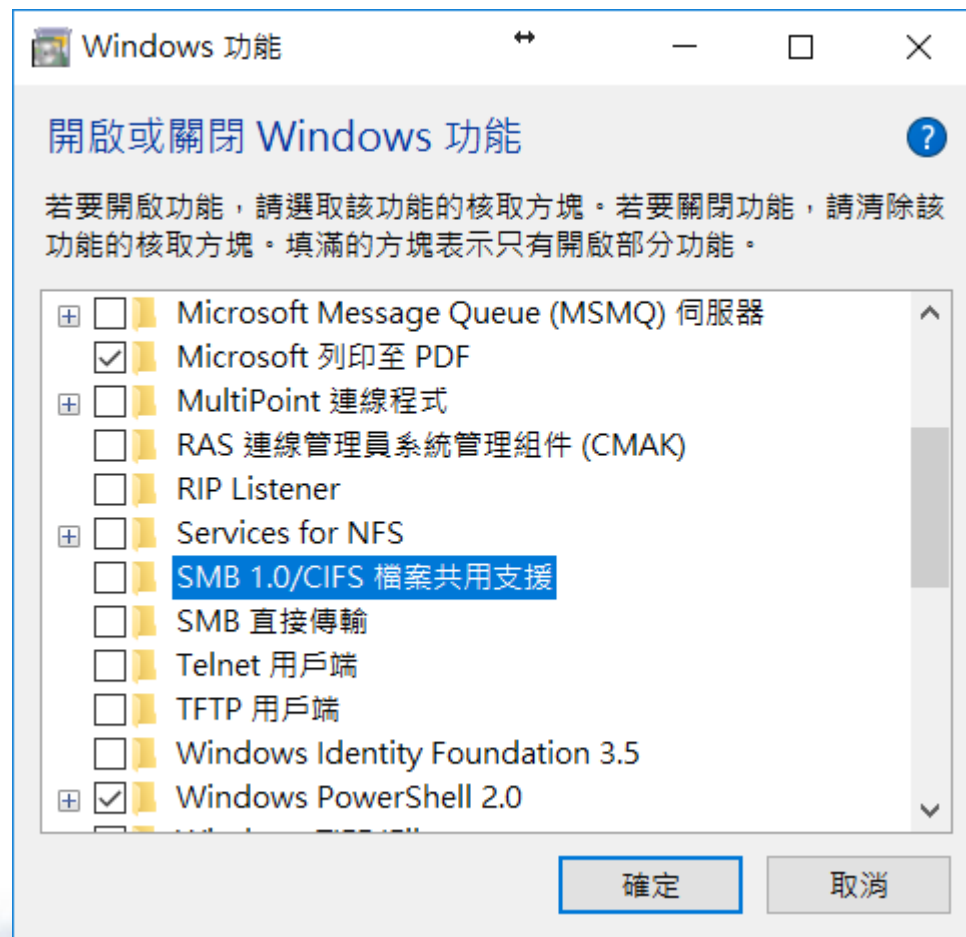 Windows 功能
開啟或關閉 Windows 功能
若要開啟功能，請選取該功能的核取方塊。若要關閉功能，請清除該
功能的核取方塊。填滿的方塊表示只有開啟部分功能。
Microsoft Message Queue (MSMQ) 伺服器
Microsoft 列印至 PDF
MultiPoint 連線程式
RAS 連線管理員系統管理組件 (CMAK)
RIP Listener
Services for NFS
SMB 1.0/CIFS 檔案共用支援
SMB 直接傳輸
Telnet 用戶端
TFTP 用戶端
Windows Identity Foundation 3.5
Windows PowerShell 2.0
確定
取消